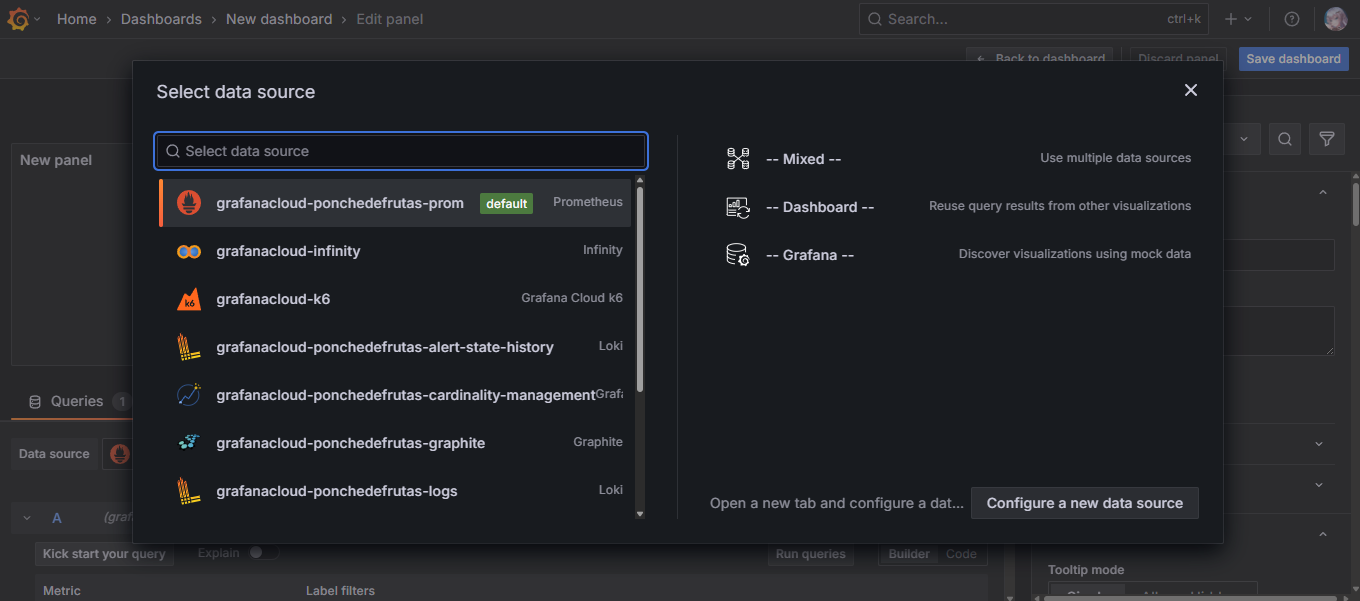 Home › Dashboards › New dashboard › Edit panel
Search... ctrl+k
Back to dashboard Discard panel Save dashboard
Select data source
Select data source
New panel
grafanacloud-ponchedefrutas-prom default Prometheus
grafanacloud-infinity Infinity
k6 grafanacloud-k6 Grafana Cloud k6
grafanacloud-ponchedefrutas-alert-state-history Loki
grafanacloud-ponchedefrutas-cardinality-management Grafa
grafanacloud-ponchedefrutas-graphite Graphite
grafanacloud-ponchedefrutas-logs Loki
-- Mixed -- Use multiple data sources
-- Dashboard -- Reuse query results from other visualizations
-- Grafana -- Discover visualizations using mock data
Open a new tab and configure a dat... Configure a new data source
Queries 1
Data source
A (graf
Kick start your query Explain Run queries Builder Code
Metric Label filters
Tooltip mode